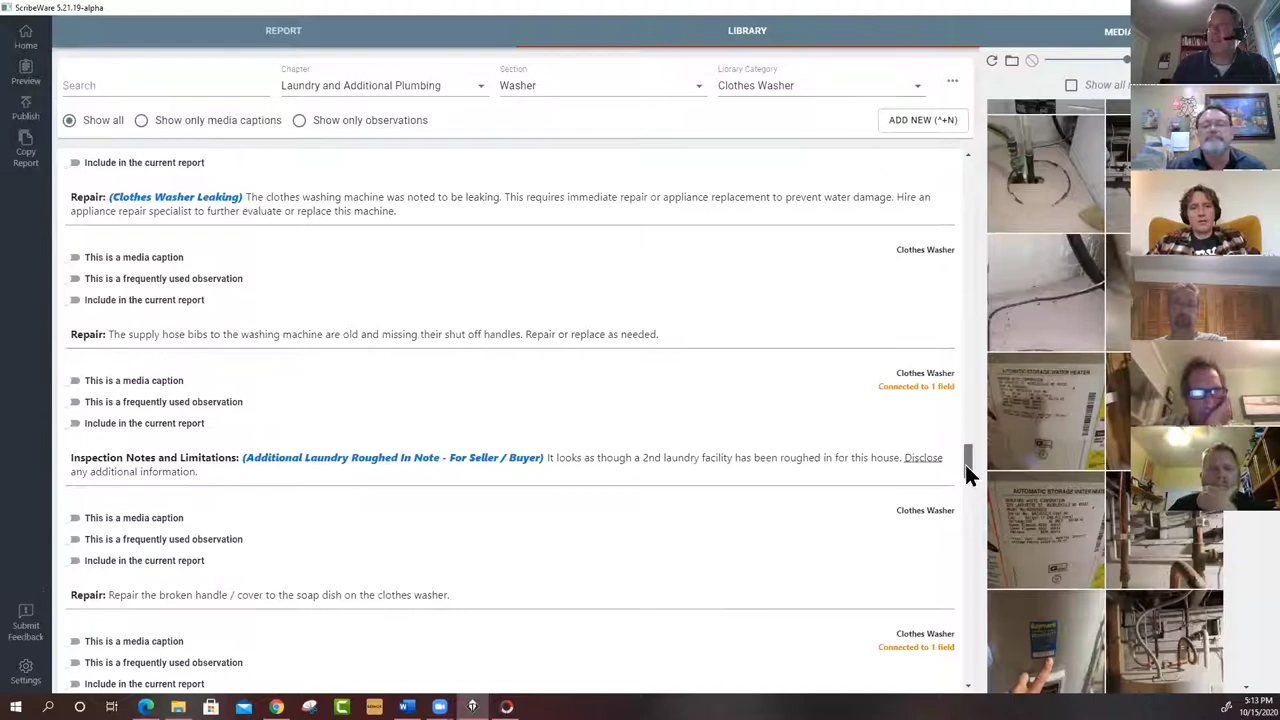 ScribeWare 5.21.19-alpha
Home
Preview
Publish
Copy
Report
Submit
Feedback
Settings
REPORT
LIBRARY
MEDIA
Search
Chapter
Laundry and Additional Plumbing
Section
Washer
Library Category
Clothes Washer
Show all
Show all
Show only media captions
Show only observations
ADD NEW (^+N)
Include in the current report
Repair: (Clothes Washer Leaking) The clothes washing machine was noted to be leaking. This requires immediate repair or appliance replacement to prevent water damage. Hire an
appliance repair specialist to further evaluate or replace this machine.
Clothes Washer
This is a media caption
This is a frequently used observation
Include in the current report
Repair: The supply hose bibs to the washing machine are old and missing their shut off handles. Repair or replace as needed.
Clothes Washer
This is a media caption
Connected to 1 field
This is a frequently used observation
Include in the current report
Inspection Notes and Limitations: (Additional Laundry Roughed In Note - For Seller / Buyer) It looks as though a 2nd laundry facility has been roughed in for this house. Disclose
any additional information.
Clothes Washer
This is a media caption
This is a frequently used observation
Include in the current report
Repair: Repair the broken handle / cover to the soap dish on the clothes washer.
Clothes Washer
This is a media caption
Connected to 1 field
This is a frequently used observation
Include in the current report
AUTOMATIC STORAGE WATER HEATER
AUTOMATIC STORAGE WATER HEATER
5:13 PM
10/15/2020